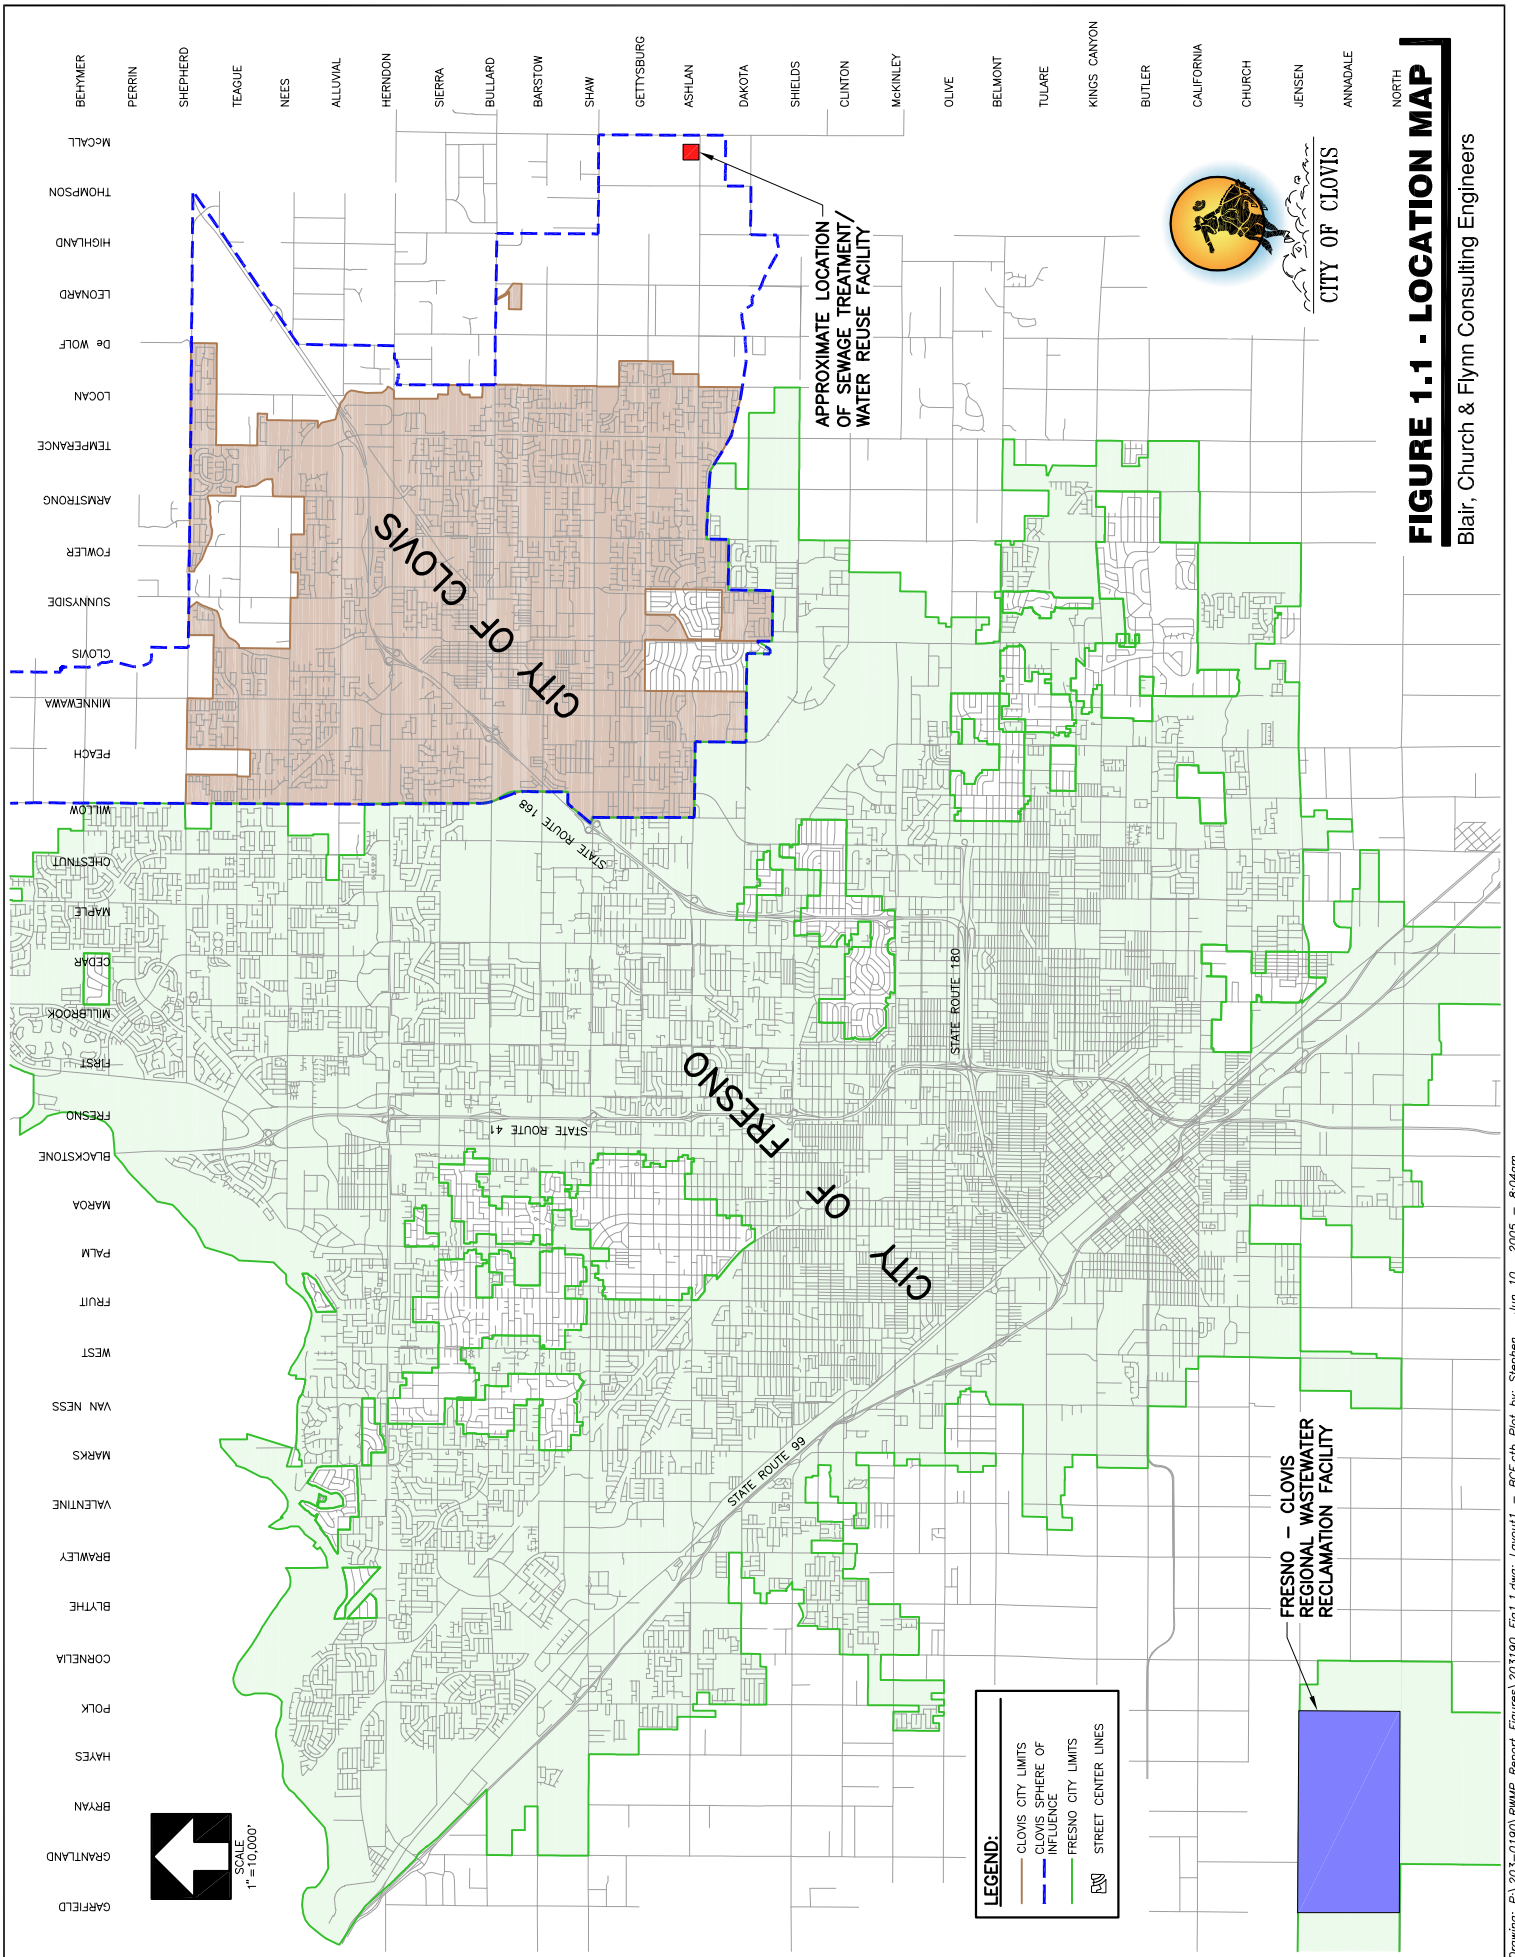 BEHYMER
PERRIN
SHEPHERD
TEAGUE
NEES
ALLUVIAL
HERNDON
SIERRA
BULLARD
BARSTOW
SHAW
GETTYSBURG
ASHLAN
DAKOTA
SHIELDS
CLINTON
McKINLEY
OLIVE
BELMONT
TULARE
KINGS CANYON
BUTLER
CALIFORNIA
CHURCH
JENSEN
ANNADALE
NORTH
McCALL
THOMPSON
HIGHLAND
LEONARD
De WOLF
LOCAN
TEMPERANCE
ARMSTRONG
FOWLER
SUNNYSIDE
CLOVIS
MINNEWAWA
PEACH
WILLOW
CHESTNUT
MAPLE
CEDAR
MILLBROOK
FIRST
FRESNO
BLACKSTONE
MAROA
PALM
FRUIT
WEST
VAN NESS
MARKS
VALENTINE
BRAWLEY
BLYTHE
CORNELIA
POLK
HAYES
BRYAN
GRANTLAND
GARFIELD
APPROXIMATE LOCATION
OF SEWAGE TREATMENT/
WATER REUSE FACILITY
CITY OF CLOVIS
CITY OF CLOVIS
CITY OF FRESNO
STATE ROUTE 168
STATE ROUTE 180
STATE ROUTE 41
STATE ROUTE 99
FRESNO – CLOVIS
REGIONAL WASTEWATER
RECLAMATION FACILITY
SCALE
1"=10,000'
LEGEND:
CLOVIS CITY LIMITS
CLOVIS SPHERE OF
INFLUENCE
FRESNO CITY LIMITS
STREET CENTER LINES
FIGURE 1.1 - LOCATION MAP
Blair, Church & Flynn Consulting Engineers